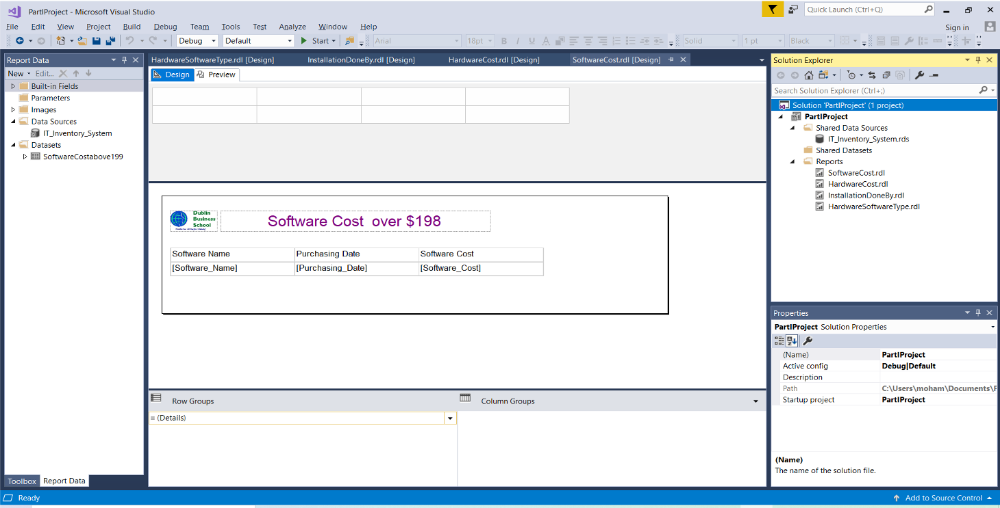 PartIProject - Microsoft Visual Studio
Quick Launch (Ctrl+Q)
File Edit View Project Build Debug Team Tools Test Analyze Window Help
Sign in
Debug Default Start Arial 18pt B I U A Solid 1 pt Black
Report Data
New Edit...
Built-in Fields
Parameters
Images
Data Sources
IT_Inventory_System
Datasets
SoftwareCostabove199
Toolbox Report Data
HardwareSoftwareType.rdl [Design] InstallationDoneBy.rdl [Design] HardwareCost.rdl [Design] SoftwareCost.rdl [Design]
Design Preview
Dublin
Business
School
Software Cost over $198
Software Name Purchasing Date Software Cost
[Software_Name] [Purchasing_Date] [Software_Cost]
Row Groups Column Groups
(Details)
Solution Explorer
Search Solution Explorer (Ctrl+;)
Solution 'PartIProject' (1 project)
PartIProject
Shared Data Sources
IT_Inventory_System.rds
Shared Datasets
Reports
SoftwareCost.rdl
HardwareCost.rdl
InstallationDoneBy.rdl
HardwareSoftwareType.rdl
Properties
PartIProject Solution Properties
(Name) PartIProject
Active config Debug|Default
Description
Path C:\Users\moham\Documents\
Startup project PartIProject
(Name)
The name of the solution file.
Ready
Add to Source Control